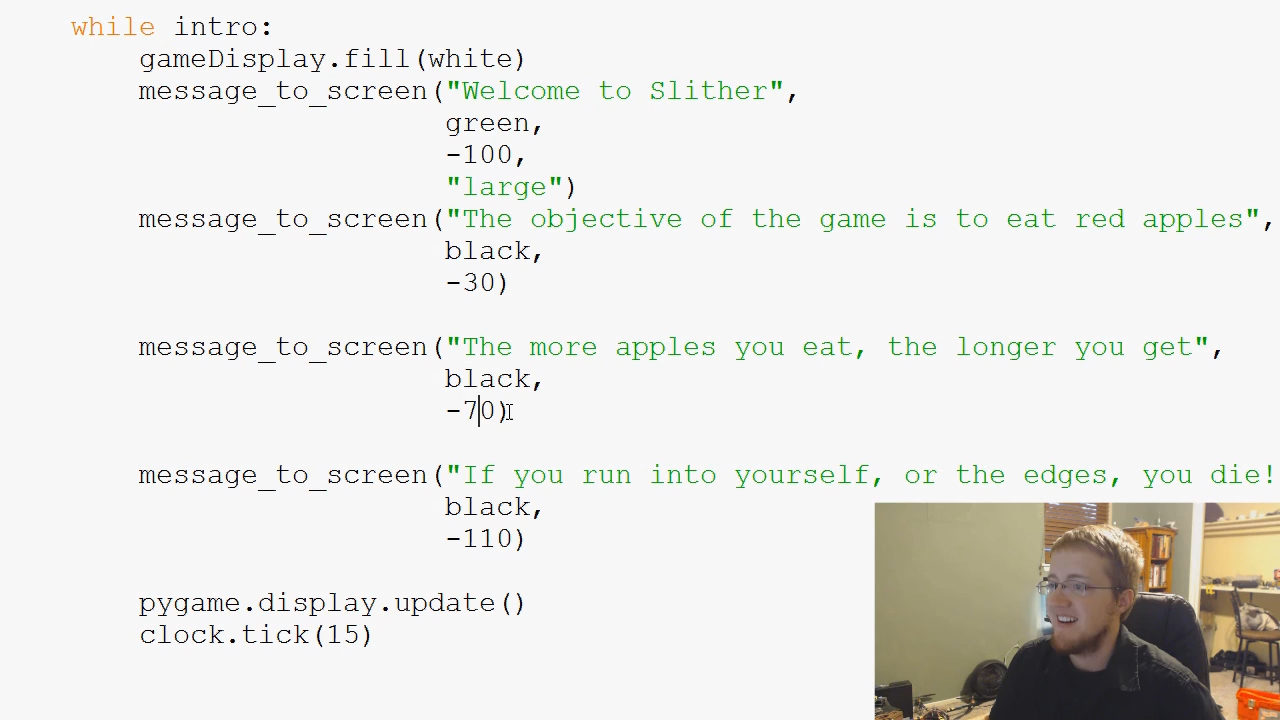 while intro:
gameDisplay.fill(white)
message_to_screen("Welcome to Slither",
green,
-100,
"large")
message_to_screen("The objective of the game is to eat red apples",
black,
-30)
message_to_screen("The more apples you eat, the longer you get",
black,
-70)
message_to_screen("If you run into yourself, or the edges, you die!
black,
-110)
pygame.display.update()
clock.tick(15)